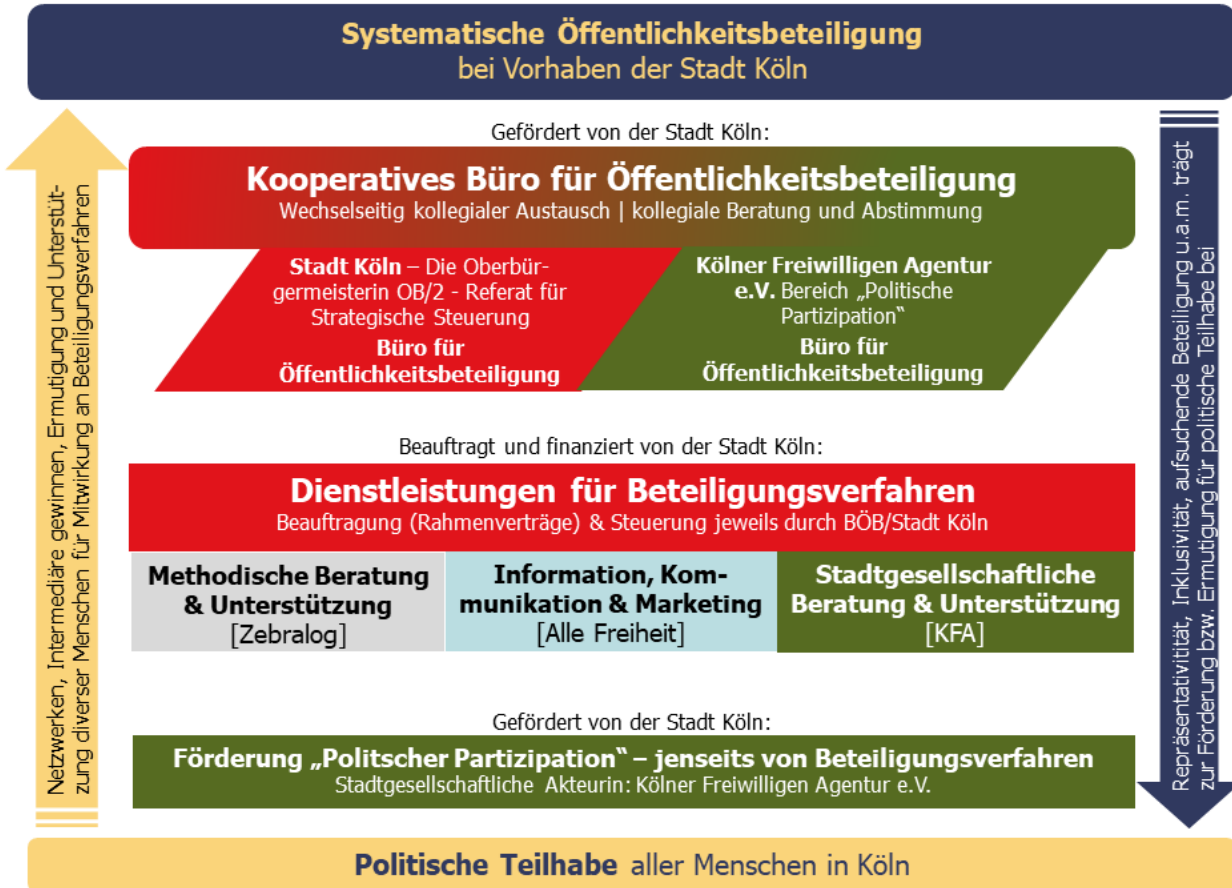 Systematische Öffentlichkeitsbeteiligung
bei Vorhaben der Stadt Köln
Gefördert von der Stadt Köln:
Kooperatives Büro für Öffentlichkeitsbeteiligung
Wechselseitig kollegialer Austausch | kollegiale Beratung und Abstimmung
Stadt Köln – Die Oberbür-
germeisterin OB/2 - Referat für
Strategische Steuerung
Büro für
Öffentlichkeitsbeteiligung
Kölner Freiwilligen Agentur
e.V. Bereich „Politische
Partizipation“
Büro für
Öffentlichkeitsbeteiligung
Beauftragt und finanziert von der Stadt Köln:
Dienstleistungen für Beteiligungsverfahren
Beauftragung (Rahmenverträge) & Steuerung jeweils durch BÖB/Stadt Köln
Methodische Beratung
& Unterstützung
[Zebralog]
Information, Kom-
munikation & Marketing
[Alle Freiheit]
Stadtgesellschaftliche
Beratung & Unterstützung
[KFA]
Gefördert von der Stadt Köln:
Förderung „Politscher Partizipation“ – jenseits von Beteiligungsverfahren
Stadtgesellschaftliche Akteurin: Kölner Freiwilligen Agentur e.V.
Politische Teilhabe aller Menschen in Köln
Netzwerken, Intermediäre gewinnen, Ermutigung und Unterstüt-
zung diverser Menschen für Mitwirkung an Beteiligungsverfahren
Repräsentativitität, Inklusivität, aufsuchende Beteiligung u.a.m. trägt
zur Förderung bzw. Ermutigung für politische Teilhabe bei